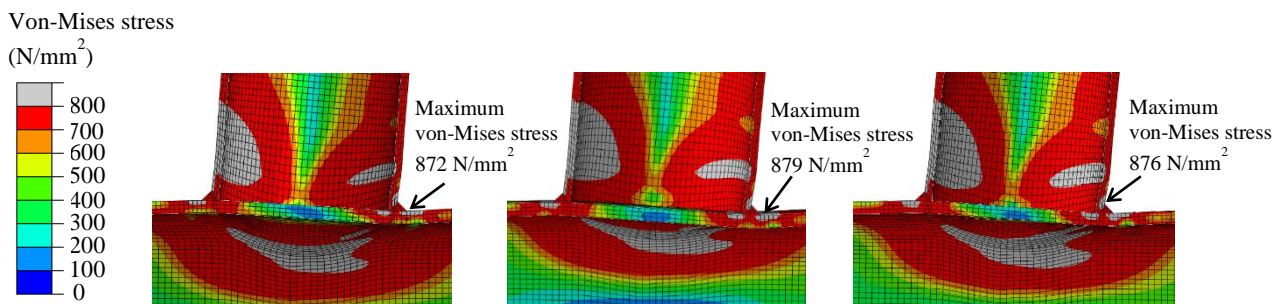 Von-Mises stress
(N/mm²)
800
700
600
500
400
300
200
100
0
Maximum
von-Mises stress
872 N/mm²
Maximum
von-Mises stress
879 N/mm²
Maximum
von-Mises stress
876 N/mm²